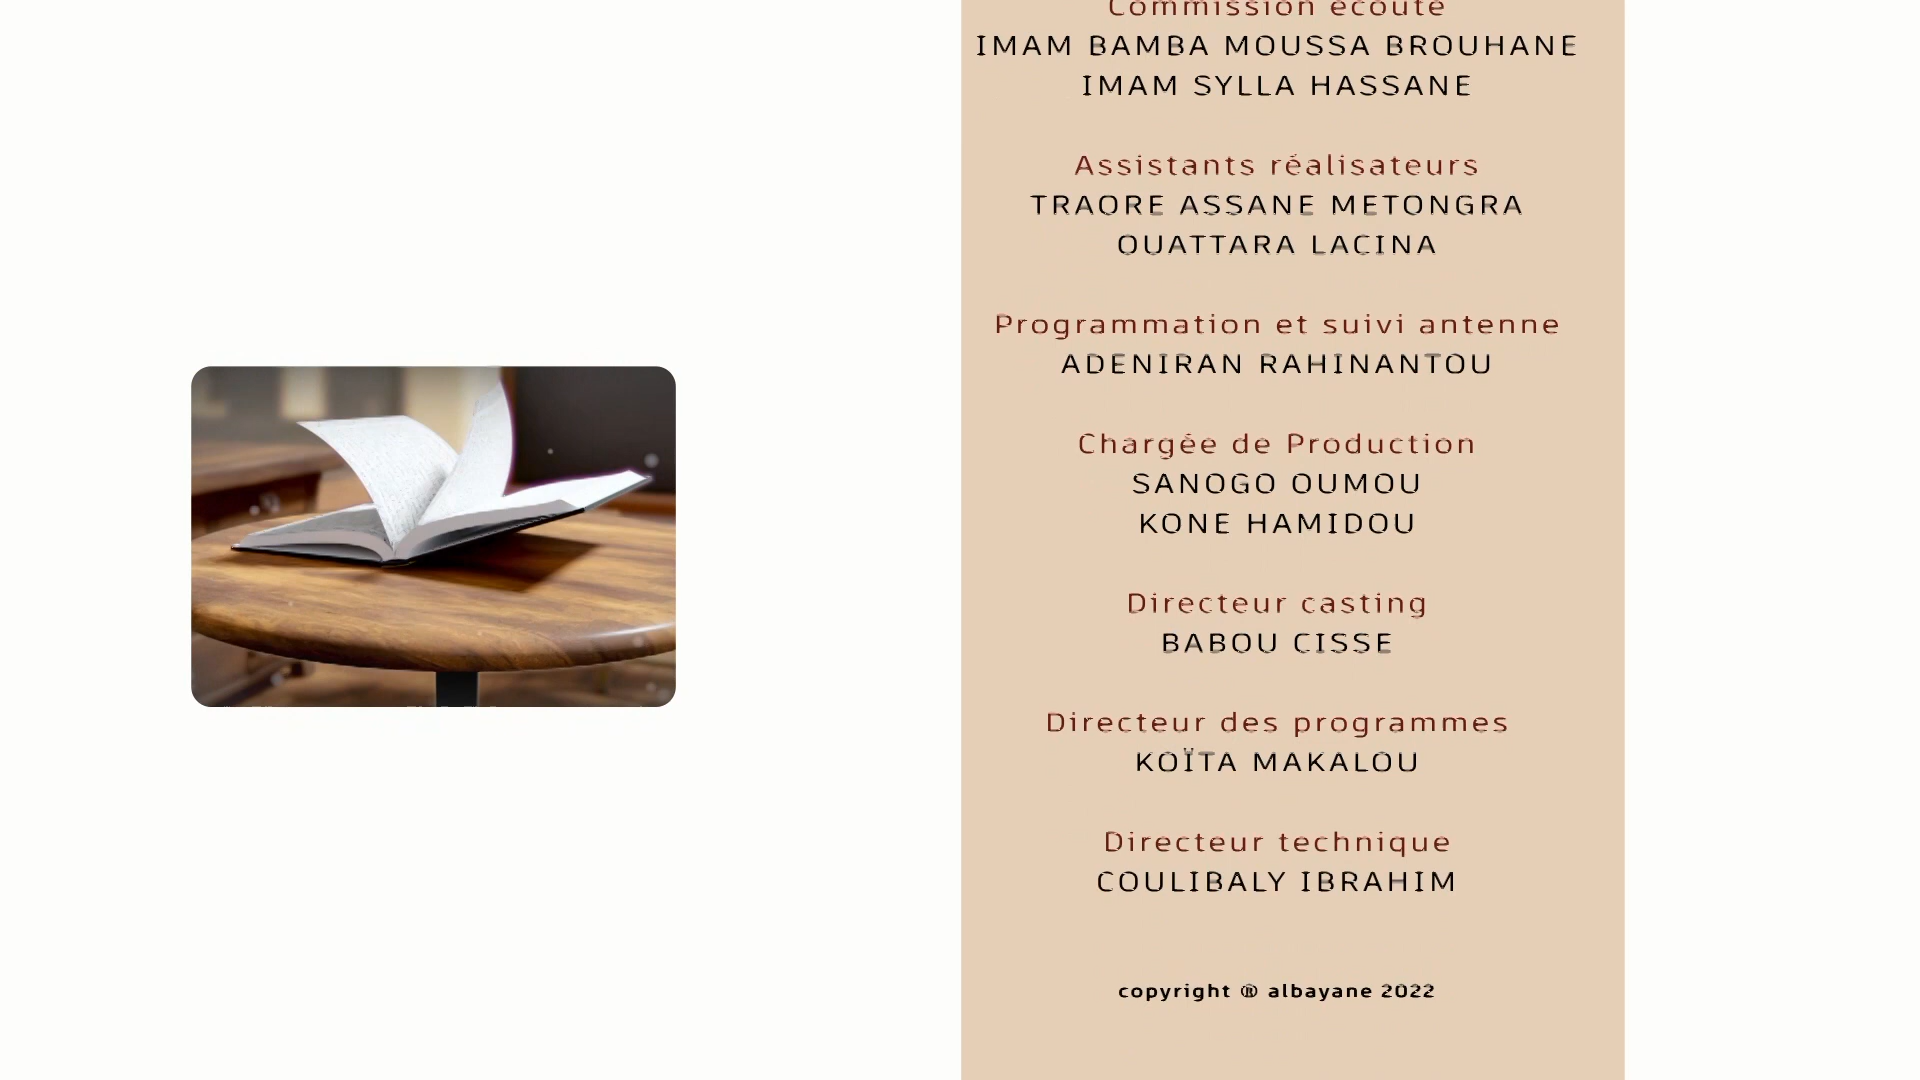 Commission écoute
IMAM BAMBA MOUSSA BROUHANE
IMAM SYLLA HASSANE
Assistants réalisateurs
TRAORE ASSANE METONGRA
OUATTARA LACINA
Programmation et suivi antenne
ADENIRAN RAHINANTOU
Chargée de Production
SANOGO OUMOU
KONE HAMIDOU
Directeur casting
BABOU CISSE
Directeur des programmes
KOÏTA MAKALOU
Directeur technique
COULIBALY IBRAHIM
copyright ® albayane 2022